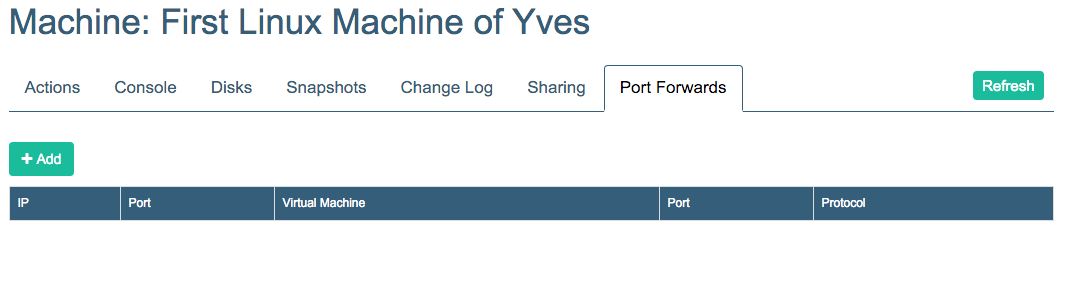 Machine: First Linux Machine of Yves
Actions Console Disks Snapshots Change Log Sharing Port Forwards Refresh
+ Add
IP Port Virtual Machine Port Protocol